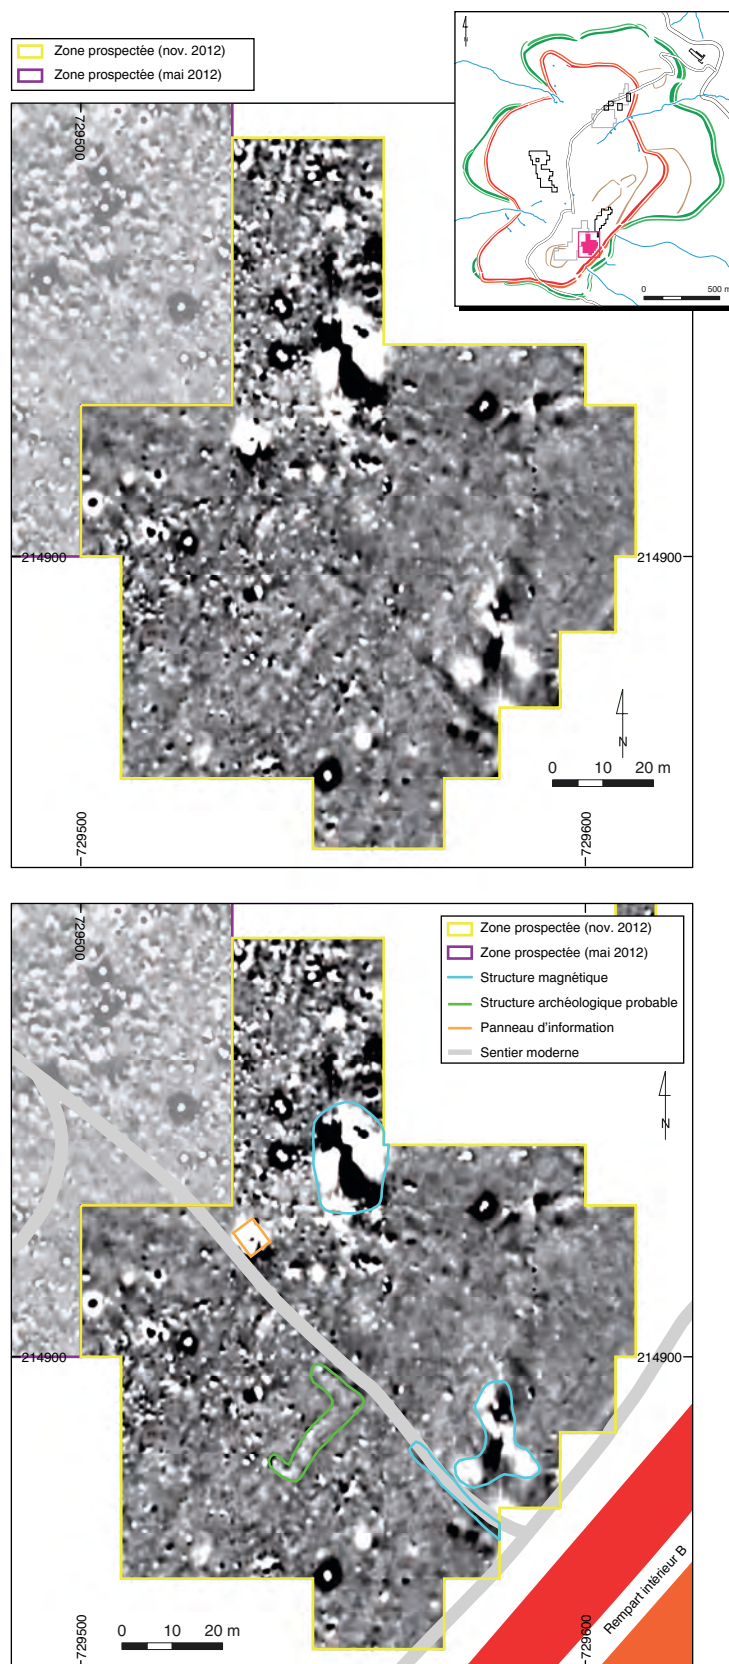 Zone prospectée (nov. 2012)
Zone prospectée (mai 2012)
N
0 500 m
729500
214900
214900
N
0 10 20 m
729500
729600
729500
Zone prospectée (nov. 2012)
Zone prospectée (mai 2012)
Structure magnétique
Structure archéologique probable
Panneau d'information
Sentier moderne
N
214900
214900
Rempart intérieur B
0 20 m
729500
729600